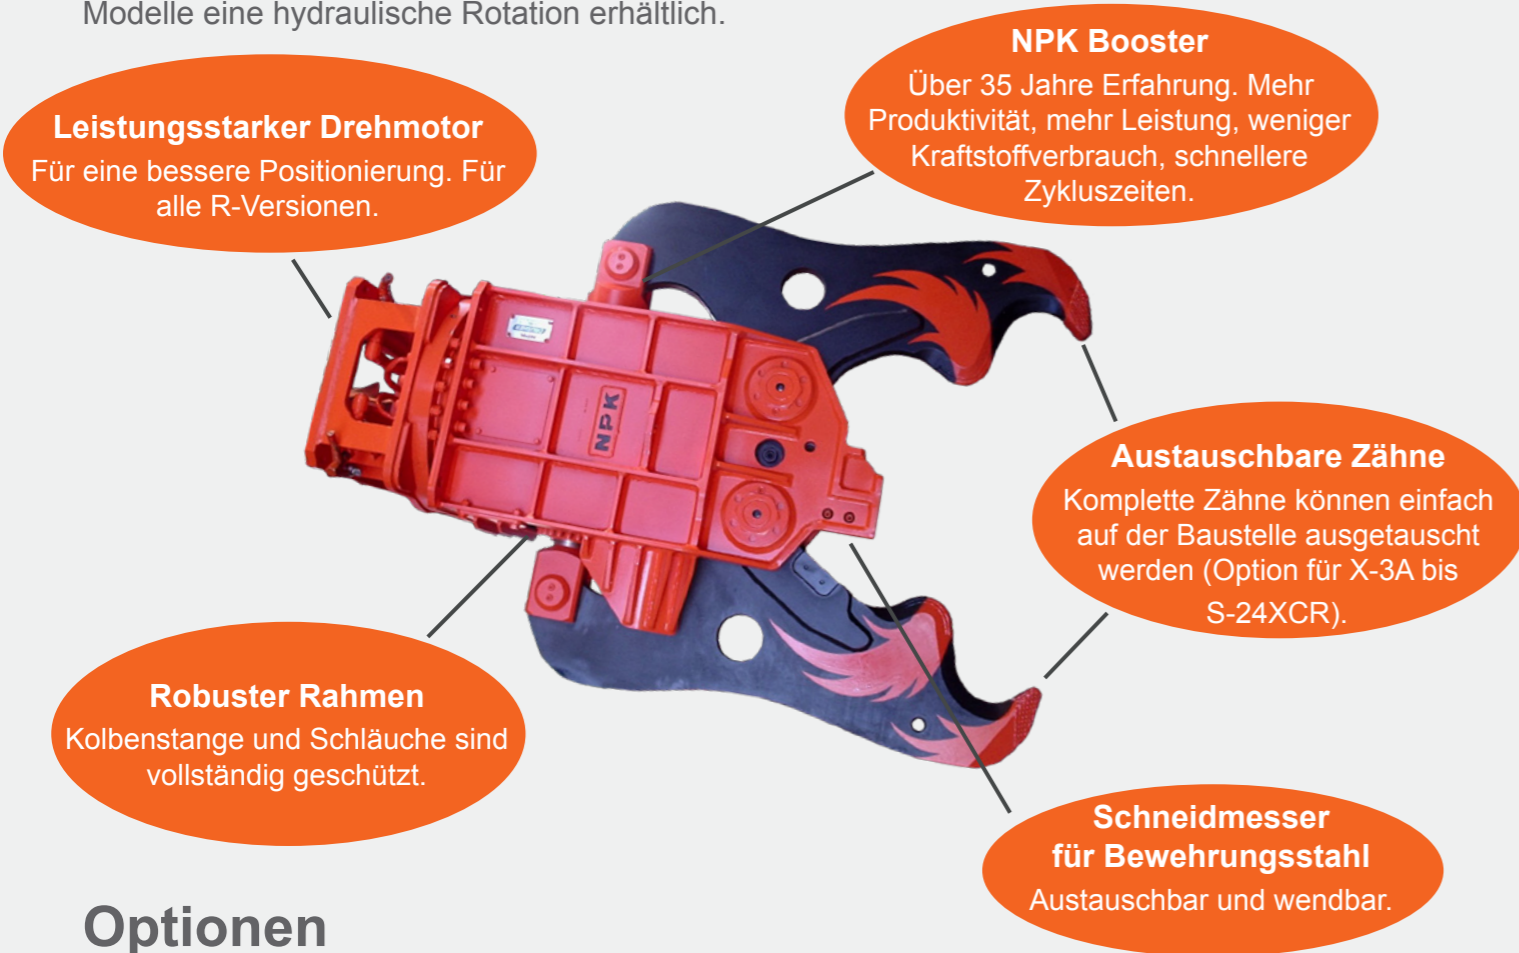 Modelle eine hydraulische Rotation erhältlich.
NPK Booster
Über 35 Jahre Erfahrung. Mehr
Produktivität, mehr Leistung, weniger
Kraftstoffverbrauch, schnellere
Zykluszeiten.
Leistungsstarker Drehmotor
Für eine bessere Positionierung. Für
alle R-Versionen.
NPK
Austauschbare Zähne
Komplette Zähne können einfach
auf der Baustelle ausgetauscht
werden (Option für X-3A bis
S-24XCR).
Robuster Rahmen
Kolbenstange und Schläuche sind
vollständig geschützt.
Schneidmesser
für Bewehrungsstahl
Austauschbar und wendbar.
Optionen